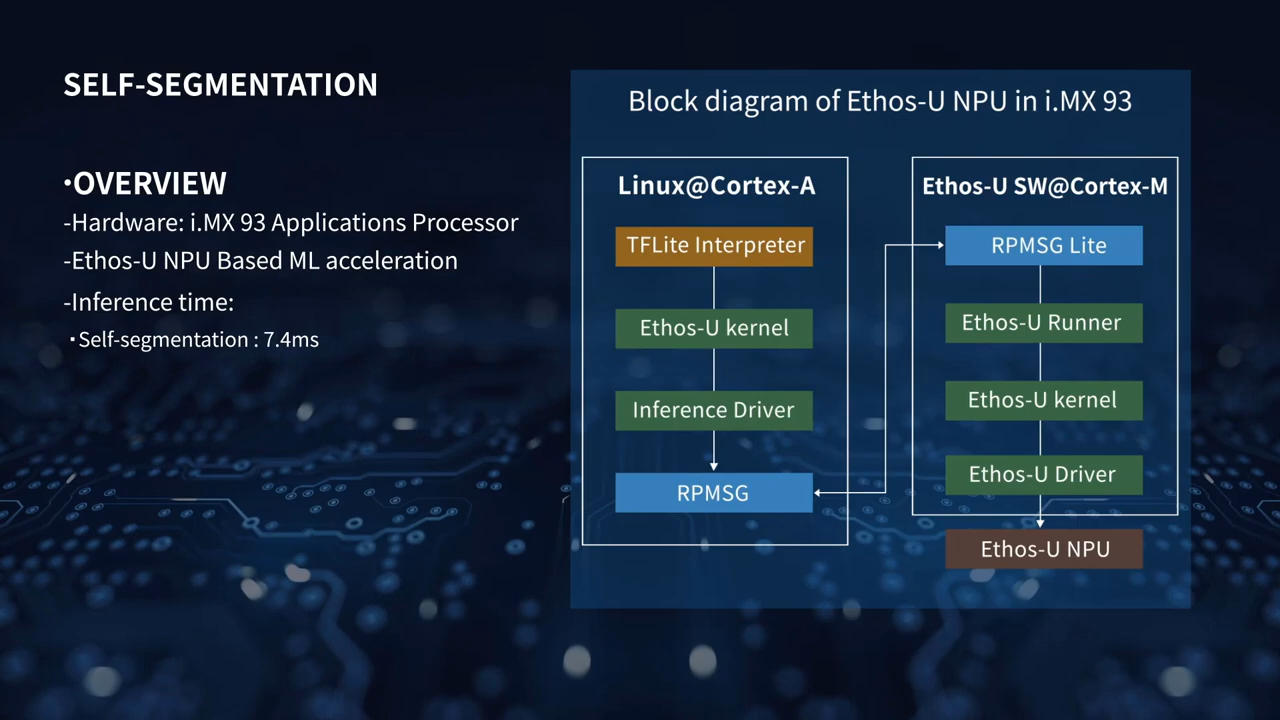 SELF-SEGMENTATION
•OVERVIEW
-Hardware: i.MX 93 Applications Processor
-Ethos-U NPU Based ML acceleration
-Inference time:
▪Self-segmentation : 7.4ms
Block diagram of Ethos-U NPU in i.MX 93
Linux@Cortex-A
TFLite Interpreter
Ethos-U kernel
Inference Driver
RPMSG
Ethos-U SW@Cortex-M
RPMSG Lite
Ethos-U Runner
Ethos-U kernel
Ethos-U Driver
Ethos-U NPU